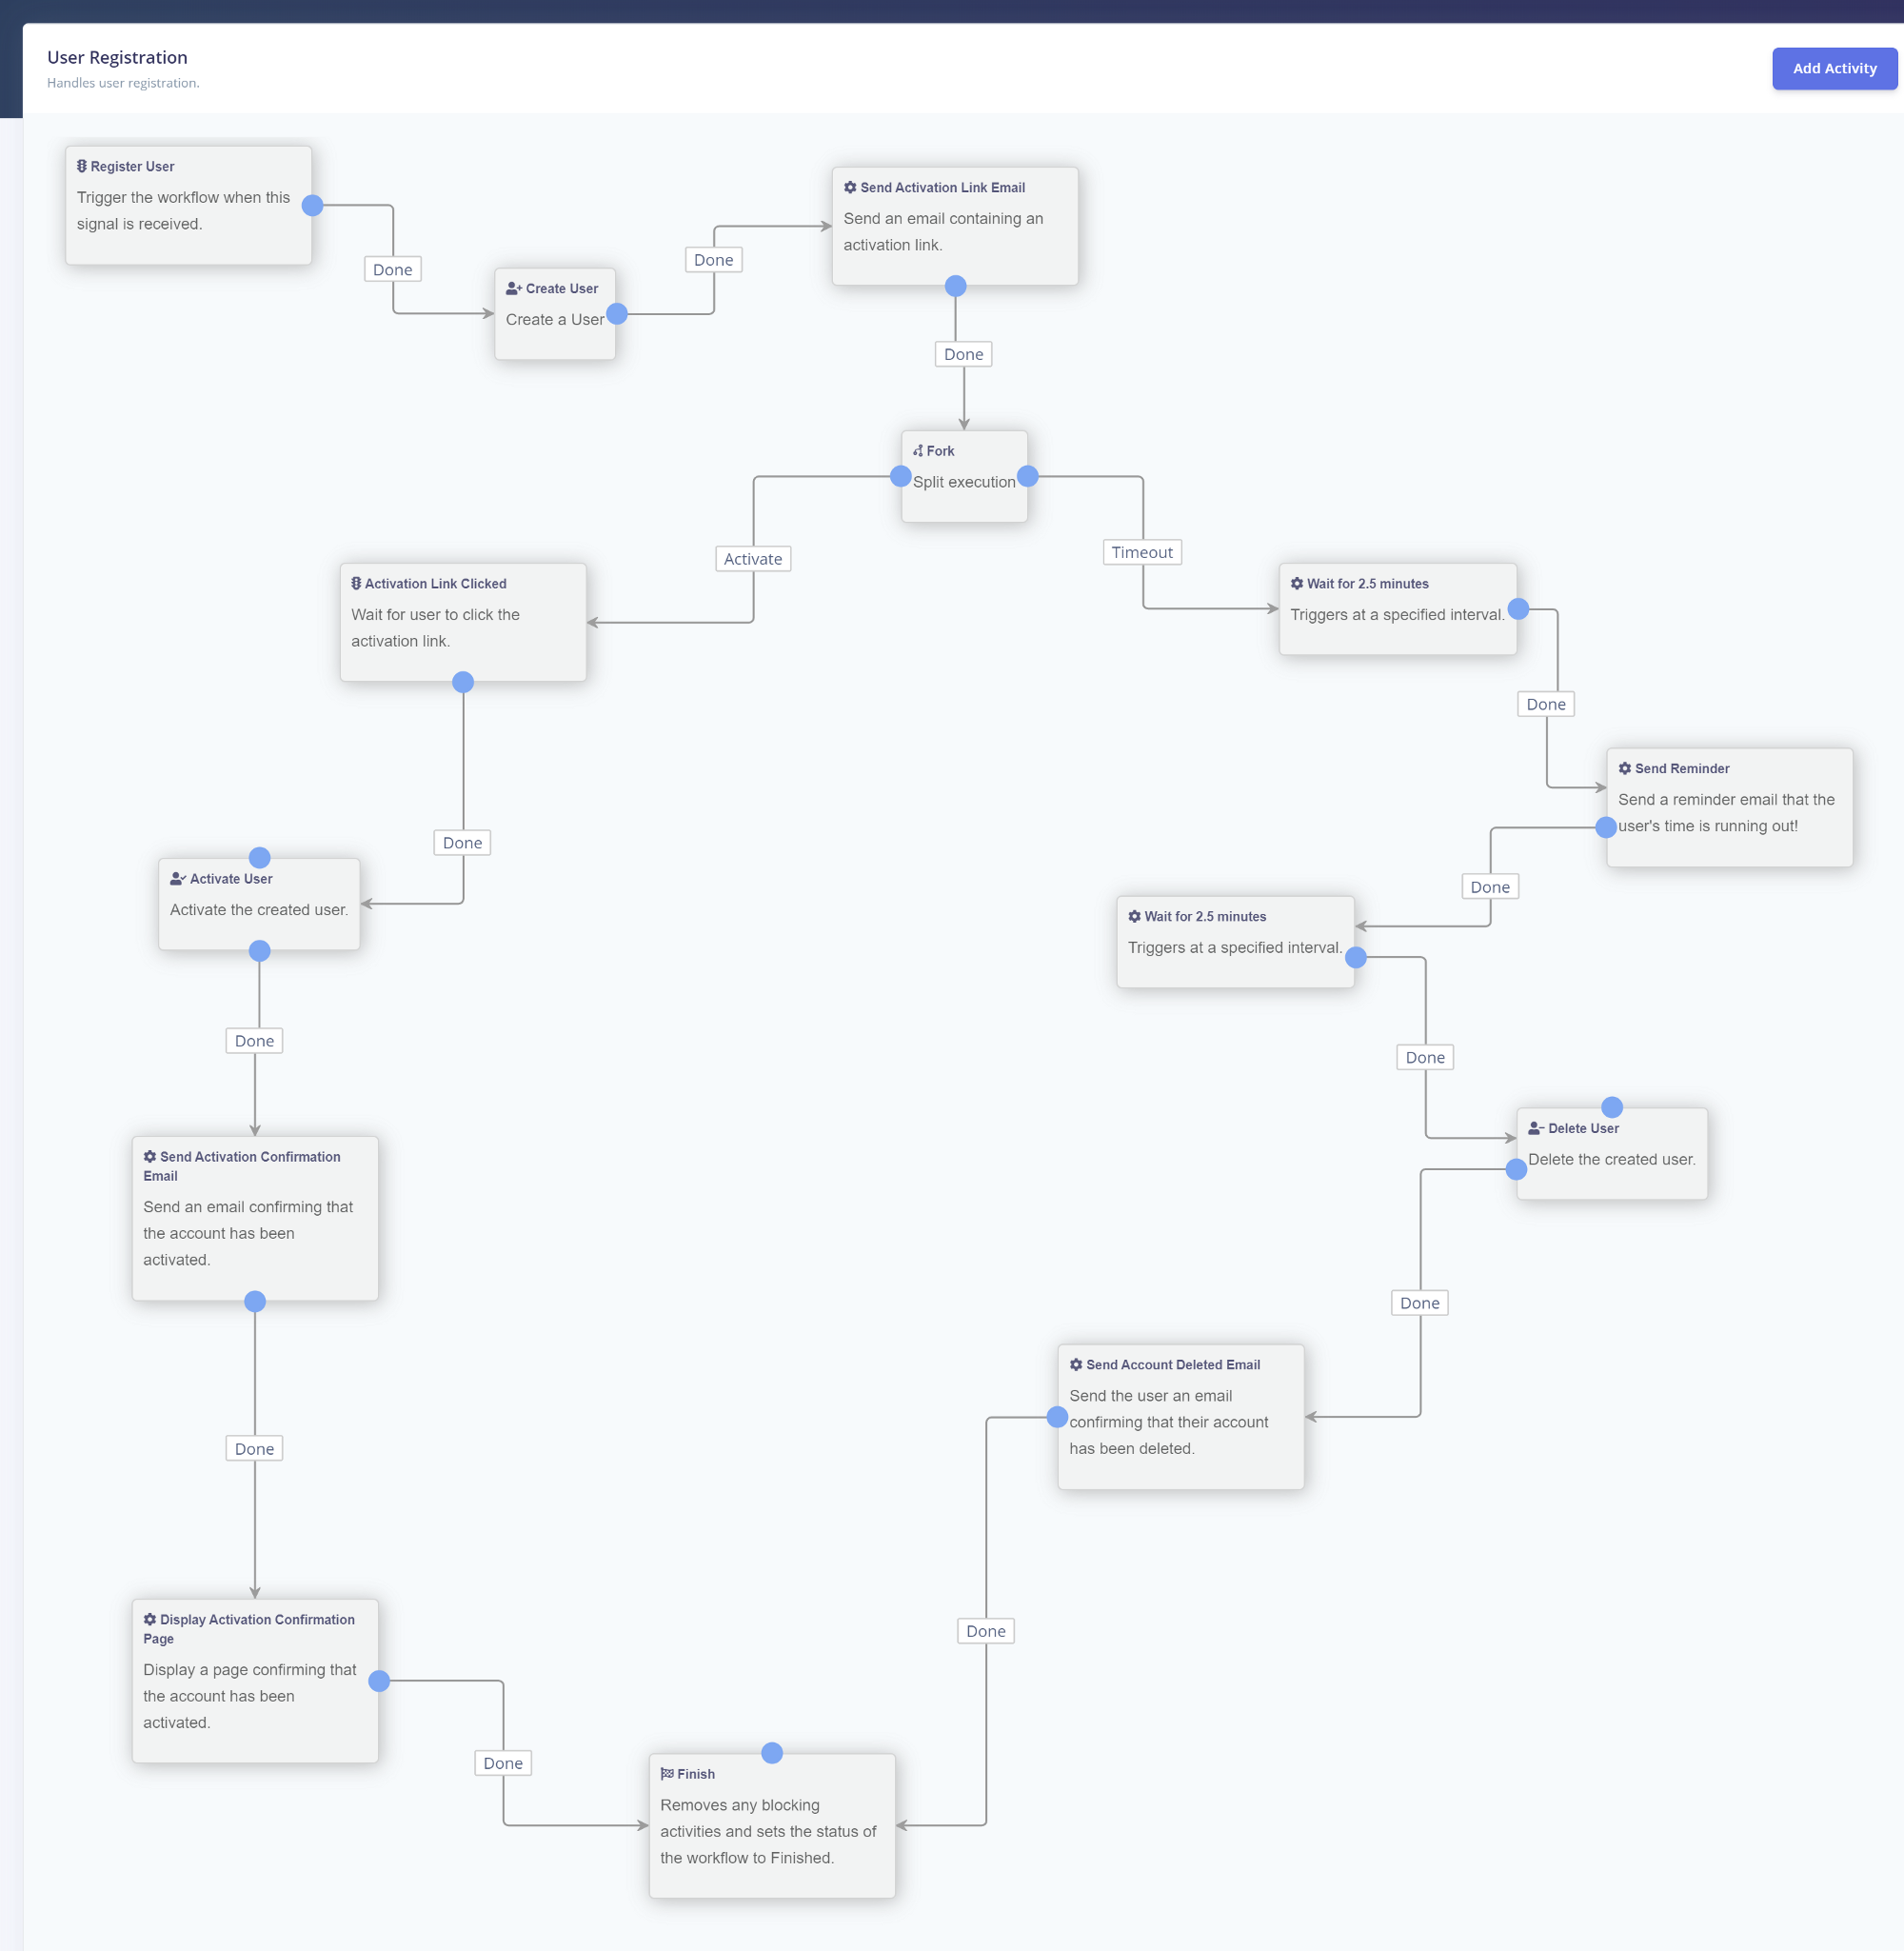 User Registration
Handles user registration.
Add Activity
Register User
Trigger the workflow when this
signal is received.
Done
Create User
Create a User
Done
Send Activation Link Email
Send an email containing an
activation link.
Done
Fork
Split execution
Activate
Timeout
Activation Link Clicked
Wait for user to click the
activation link.
Wait for 2.5 minutes
Triggers at a specified interval.
Done
Send Reminder
Send a reminder email that the
user's time is running out!
Done
Done
Activate User
Activate the created user.
Wait for 2.5 minutes
Triggers at a specified interval.
Done
Done
Delete User
Delete the created user.
Send Activation Confirmation
Email
Send an email confirming that
the account has been
activated.
Done
Send Account Deleted Email
Send the user an email
confirming that their account
has been deleted.
Done
Display Activation Confirmation
Page
Display a page confirming that
the account has been
activated.
Done
Done
Finish
Removes any blocking
activities and sets the status of
the workflow to Finished.